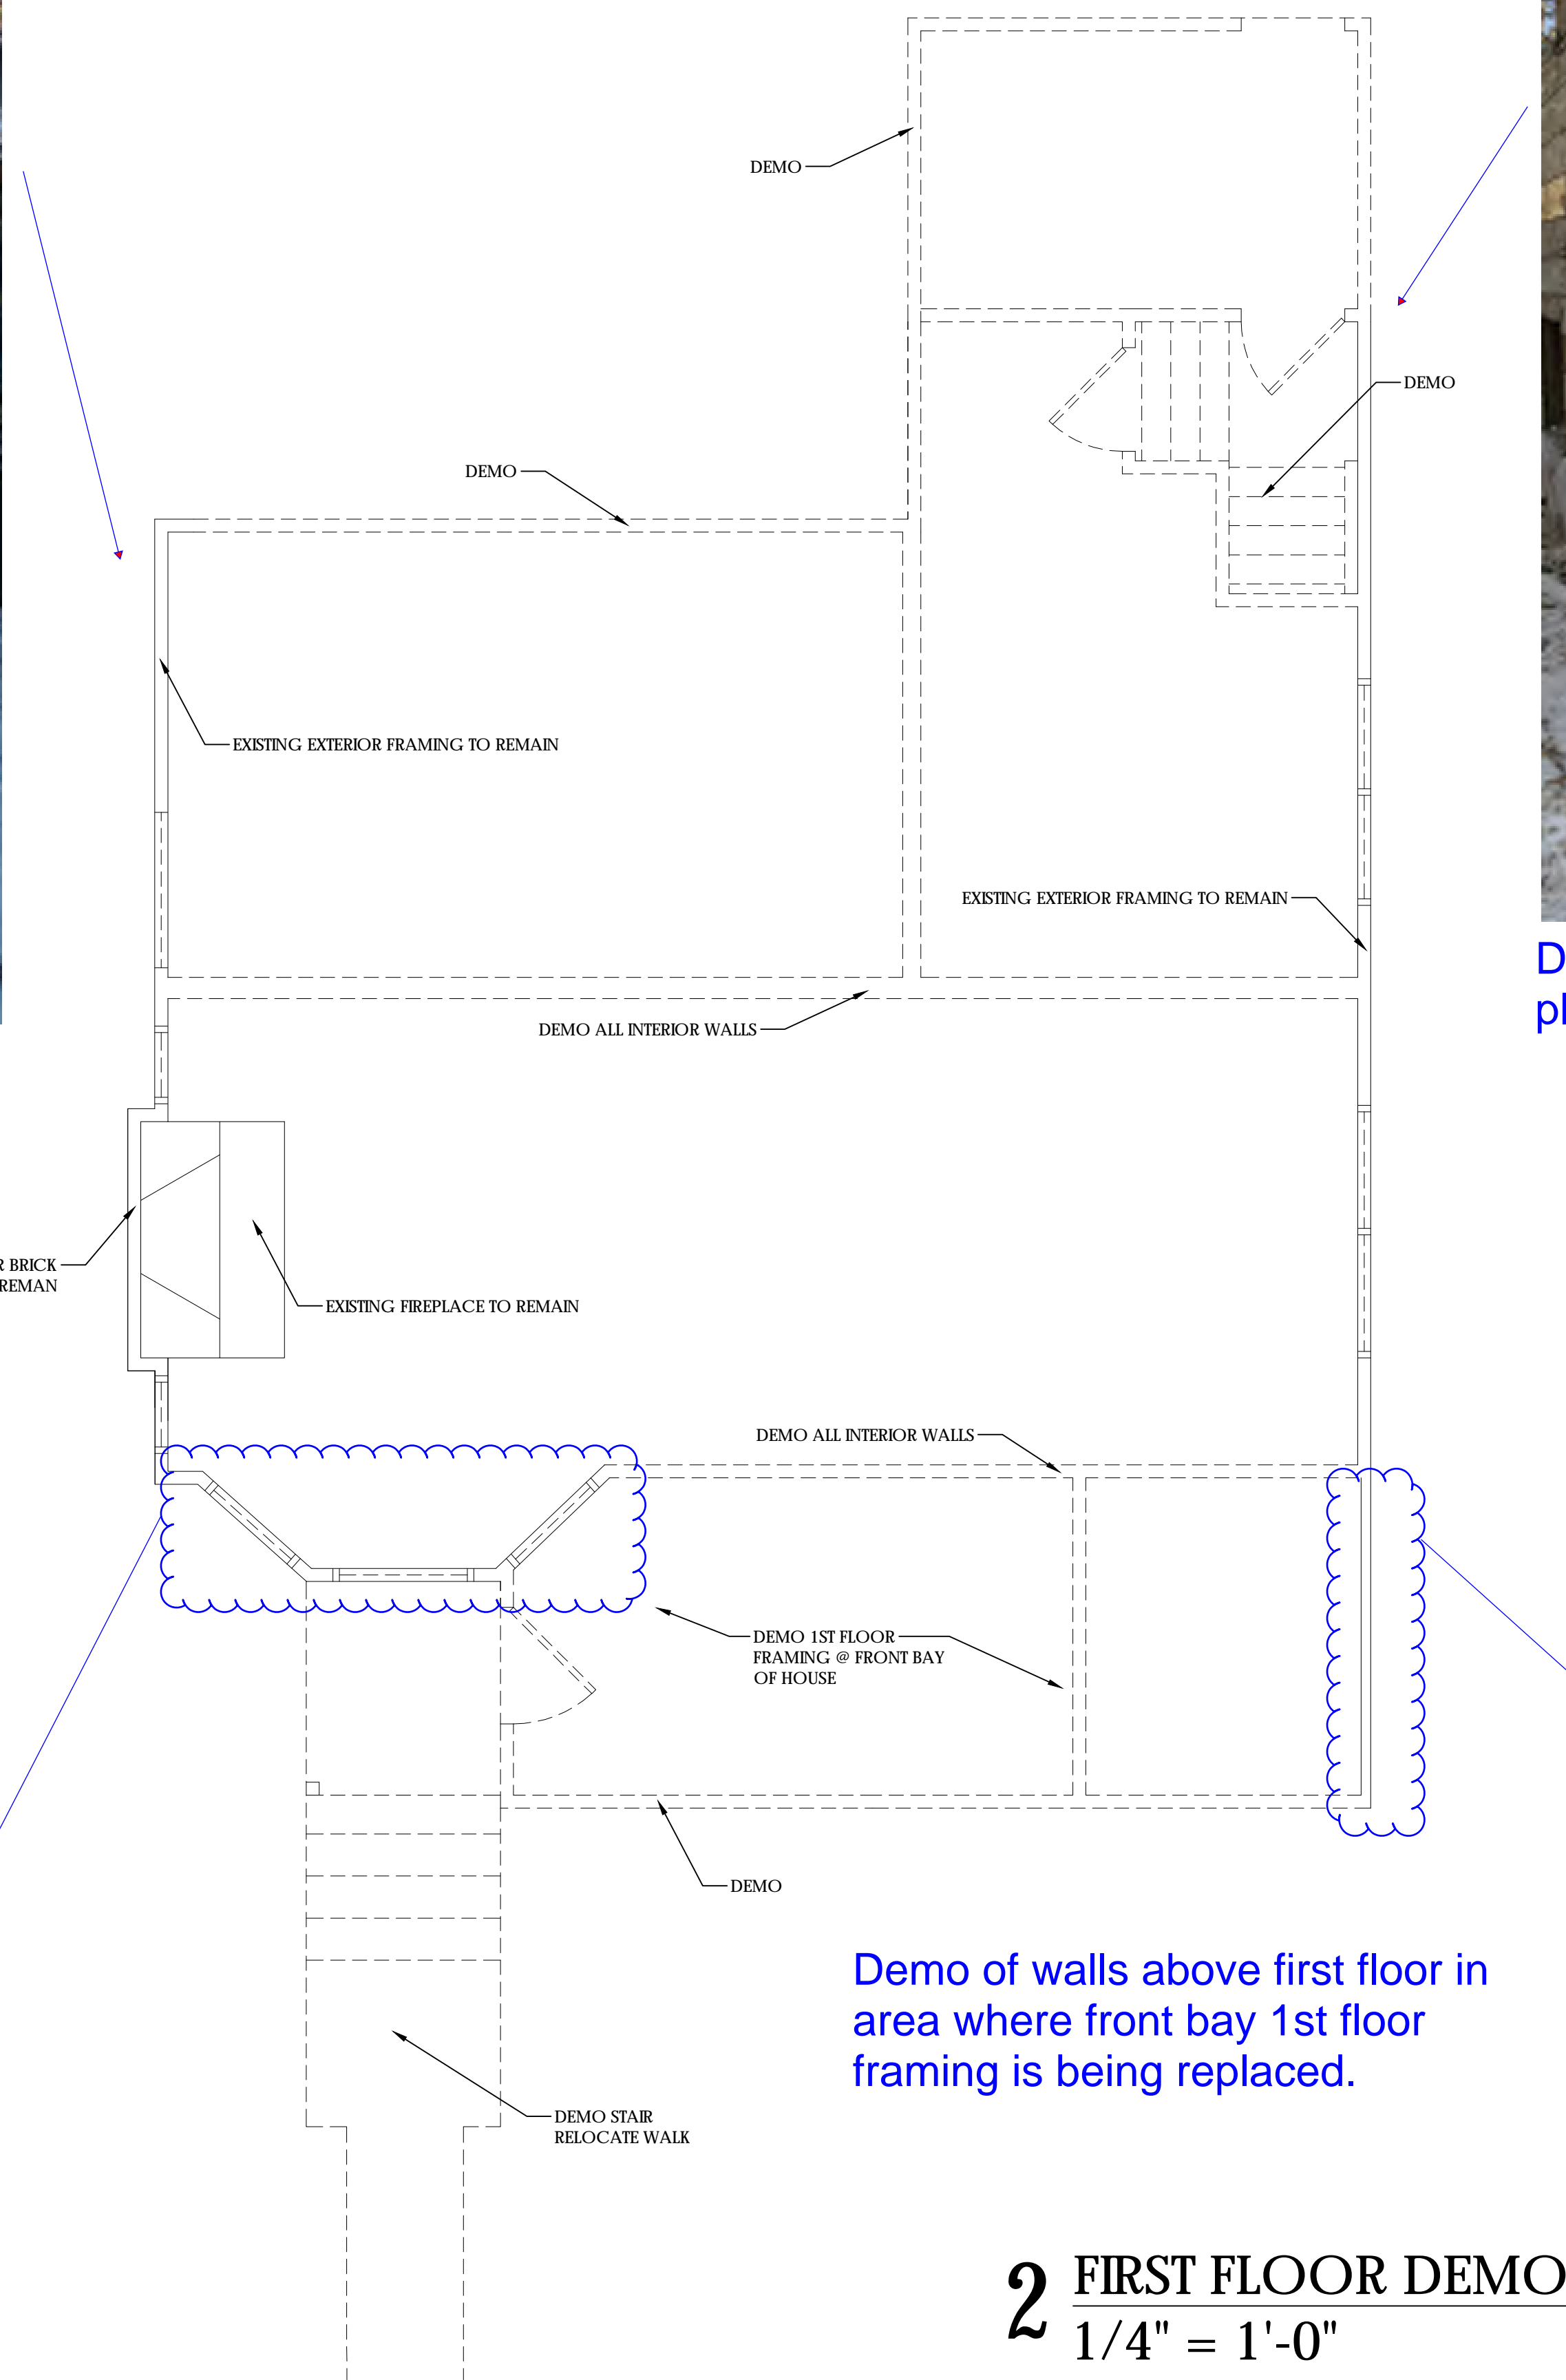 DEMO
DEMO
DEMO
EXISTING EXTERIOR FRAMING TO REMAIN
EXISTING EXTERIOR FRAMING TO REMAIN
D
pl
DEMO ALL INTERIOR WALLS
R BRICK
REMAN
EXISTING FIREPLACE TO REMAIN
DEMO ALL INTERIOR WALLS
DEMO 1ST FLOOR
FRAMING @ FRONT BAY
OF HOUSE
DEMO
Demo of walls above first floor in
area where front bay 1st floor
framing is being replaced.
DEMO STAIR
RELOCATE WALK
2 FIRST FLOOR DEMO
1/4" = 1'-0"